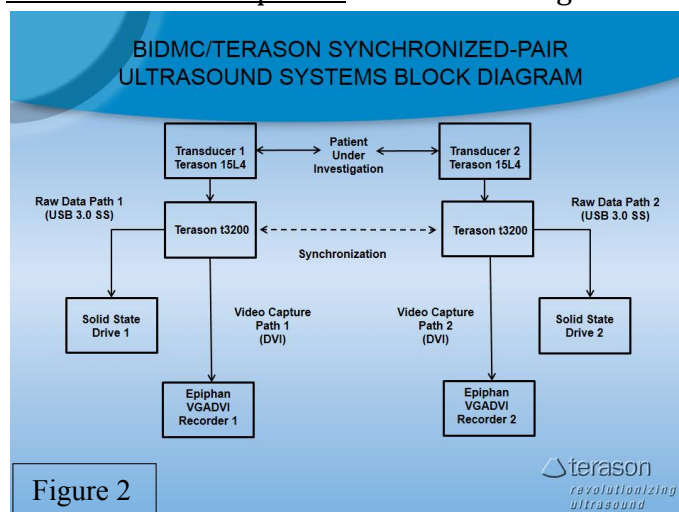 BIDMC/TERASON SYNCHRONIZED-PAIR
ULTRASOUND SYSTEMS BLOCK DIAGRAM
Transducer 1
Terason 15L4
Patient
Under
Investigation
Transducer 2
Terason 15L4
Raw Data Path 1
(USB 3.0 SS)
Terason t3200
Synchronization
Terason t3200
Raw Data Path 2
(USB 3.0 SS)
Solid State
Drive 1
Video Capture
Path 1
(DVI)
Video Capture
Path 2
(DVI)
Solid State
Drive 2
Epiphan
VGADVI
Recorder 1
Epiphan
VGADVI
Recorder 2
Figure 2
terason
revolutionizing
ultrasound